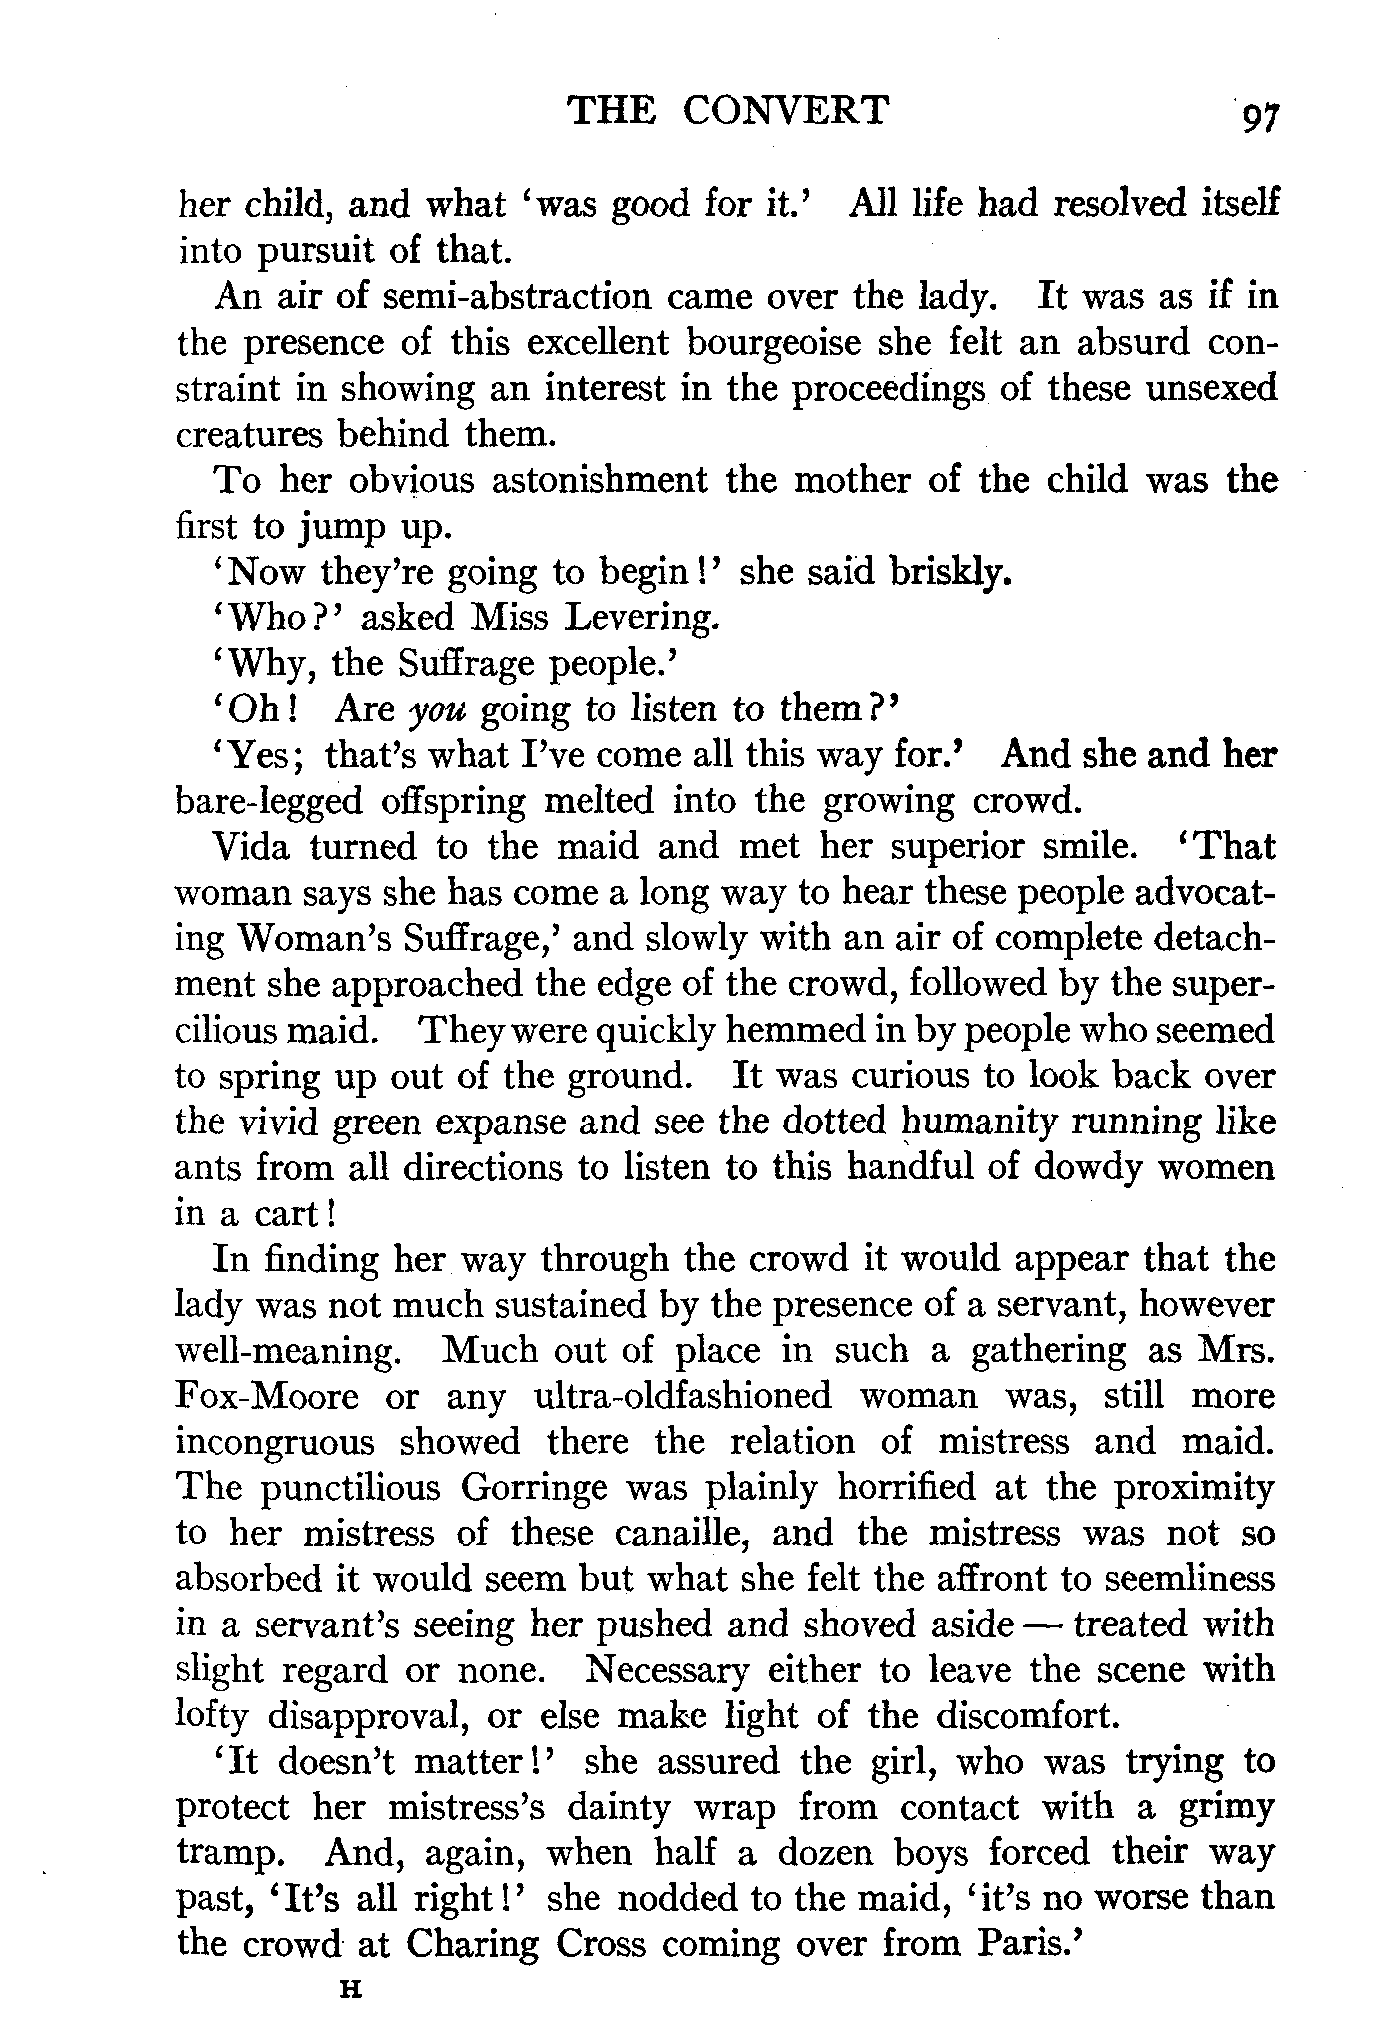 THE CONVERT 97
her child, and what ‘was good for it.’ All life had resolved itself
into pursuit of that.
An air of semi-abstraction came over the lady. It was as if in
the presence of this excellent bourgeoise she felt an absurd con-
straint in showing an interest in the proceedings of these unsexed
creatures behind them.
To her obvious astonishment the mother of the child was the
first to jump up.
‘Now they’re going to begin!’ she said briskly.
‘Who?’ asked Miss Levering.
‘Why, the Suffrage people.’
‘Oh! Are you going to listen to them?’
‘Yes; that’s what I’ve come all this way for.’ And she and her
bare-legged offspring melted into the growing crowd.
Vida turned to the maid and met her superior smile. ‘That
woman says she has come a long way to hear these people advocat-
ing Woman’s Suffrage,’ and slowly with an air of complete detach-
ment she approached the edge of the crowd, followed by the super-
cilious maid. They were quickly hemmed in by people who seemed
to spring up out of the ground. It was curious to look back over
the vivid green expanse and see the dotted humanity running like
ants from all directions to listen to this handful of dowdy women
in a cart!
In finding her way through the crowd it would appear that the
lady was not much sustained by the presence of a servant, however
well-meaning. Much out of place in such a gathering as Mrs.
Fox-Moore or any ultra-oldfashioned woman was, still more
incongruous showed there the relation of mistress and maid.
The punctilious Gorringe was plainly horrified at the proximity
to her mistress of these canaille, and the mistress was not so
absorbed it would seem but what she felt the affront to seemliness
in a servant’s seeing her pushed and shoved aside — treated with
slight regard or none. Necessary either to leave the scene with
lofty disapproval, or else make light of the discomfort.
‘It doesn’t matter!’ she assured the girl, who was trying to
protect her mistress’s dainty wrap from contact with a grimy
tramp. And, again, when half a dozen boys forced their way
past, ‘It’s all right!’ she nodded to the maid, ‘it’s no worse than
the crowd at Charing Cross coming over from Paris.’
H